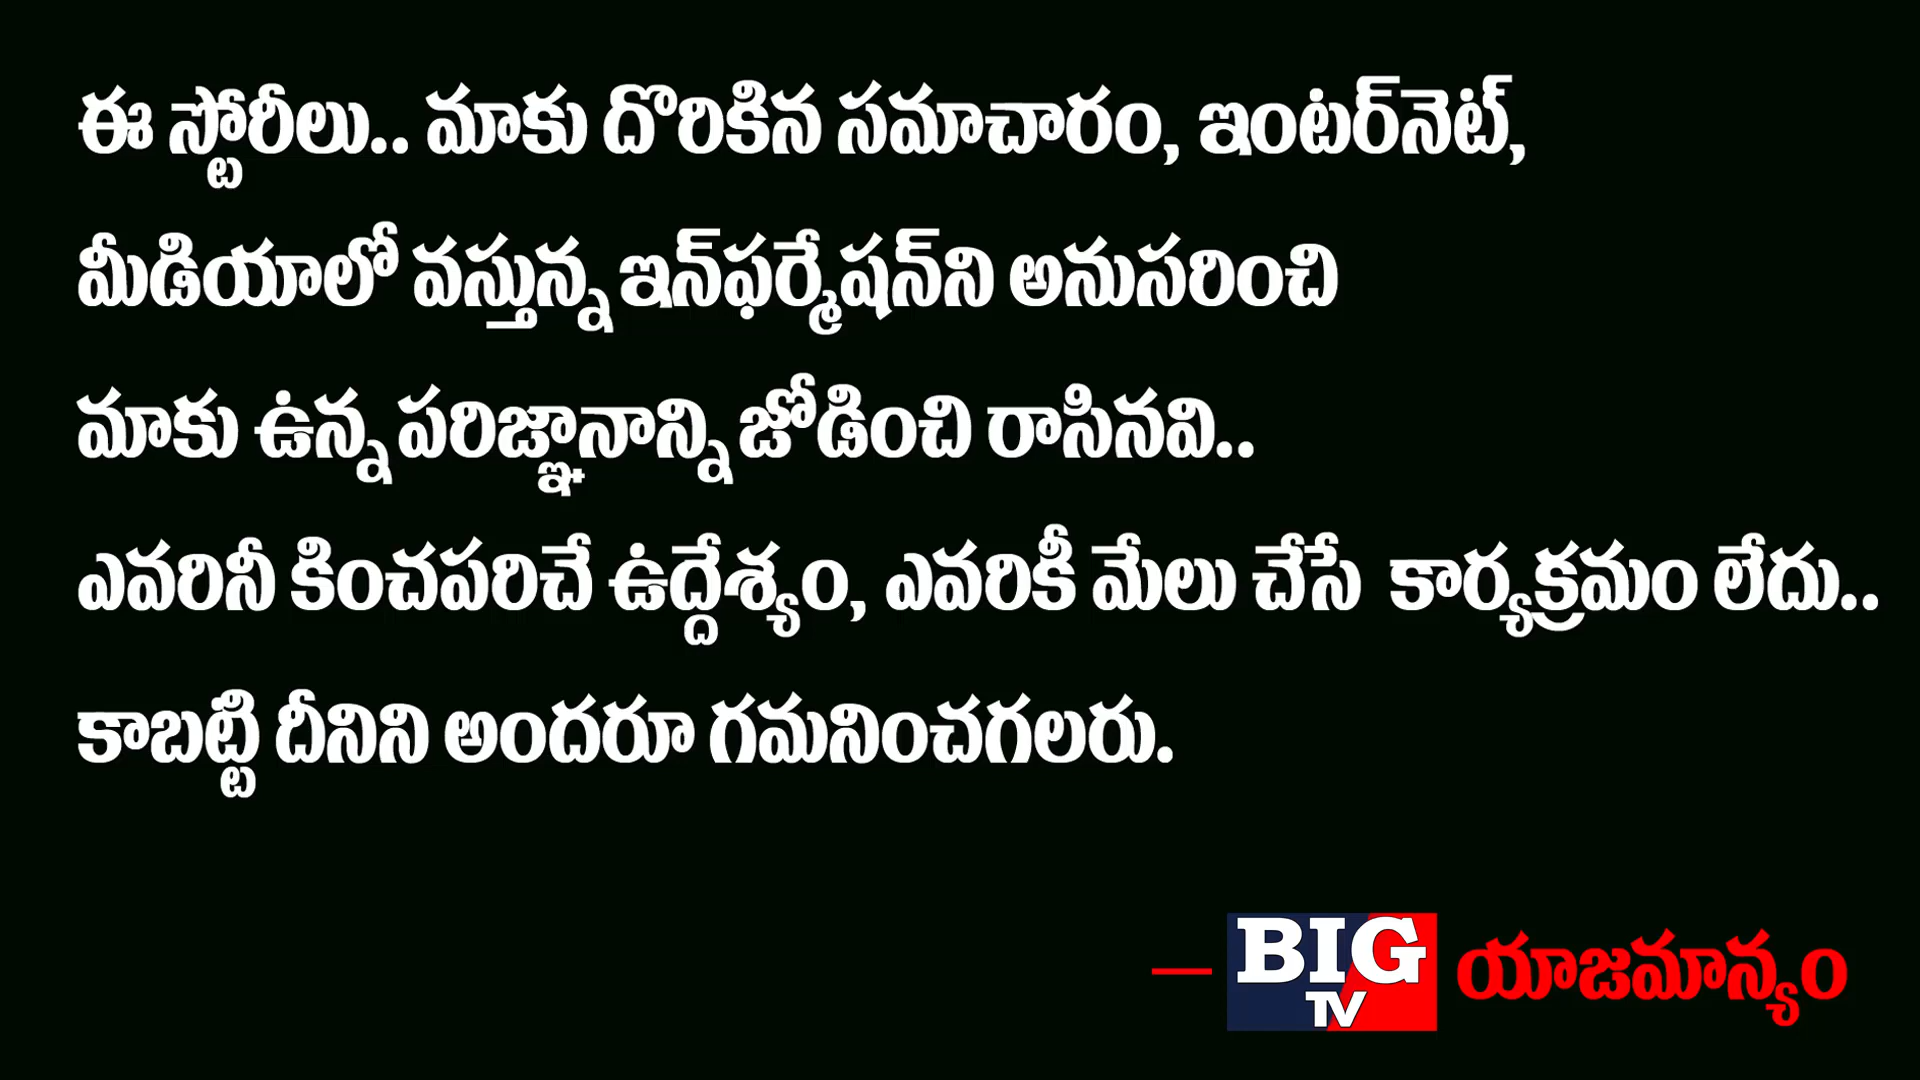 ఈ స్టోరీలు.. మాకు దొరికిన సమాచారం, ఇంటర్‌నెట్,
మీడియాలో వస్తున్న ఇన్‌ఫర్మేషన్‌ని అనుసరించి
మాకు ఉన్న పరిజ్ఞానాన్ని జోడించి రాసినవి..
ఎవరినీ కించపరిచే ఉద్దేశ్యం, ఎవరికీ మేలు చేసే కార్యక్రమం లేదు..
కాబట్టి దీనిని అందరూ గమనించగలరు.
— BIG TV యాజమాన్యం